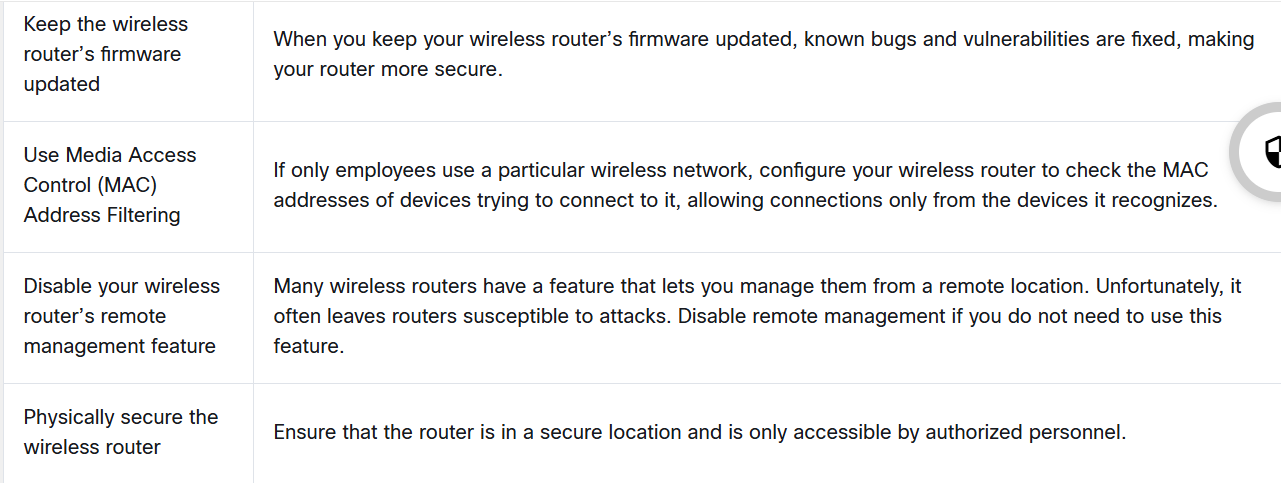 Keep the wireless
router’s firmware
updated
When you keep your wireless router’s firmware updated, known bugs and vulnerabilities are fixed, making
your router more secure.
Use Media Access
Control (MAC)
Address Filtering
If only employees use a particular wireless network, configure your wireless router to check the MAC
addresses of devices trying to connect to it, allowing connections only from the devices it recognizes.
Disable your wireless
router’s remote
management feature
Many wireless routers have a feature that lets you manage them from a remote location. Unfortunately, it
often leaves routers susceptible to attacks. Disable remote management if you do not need to use this
feature.
Physically secure the
wireless router
Ensure that the router is in a secure location and is only accessible by authorized personnel.